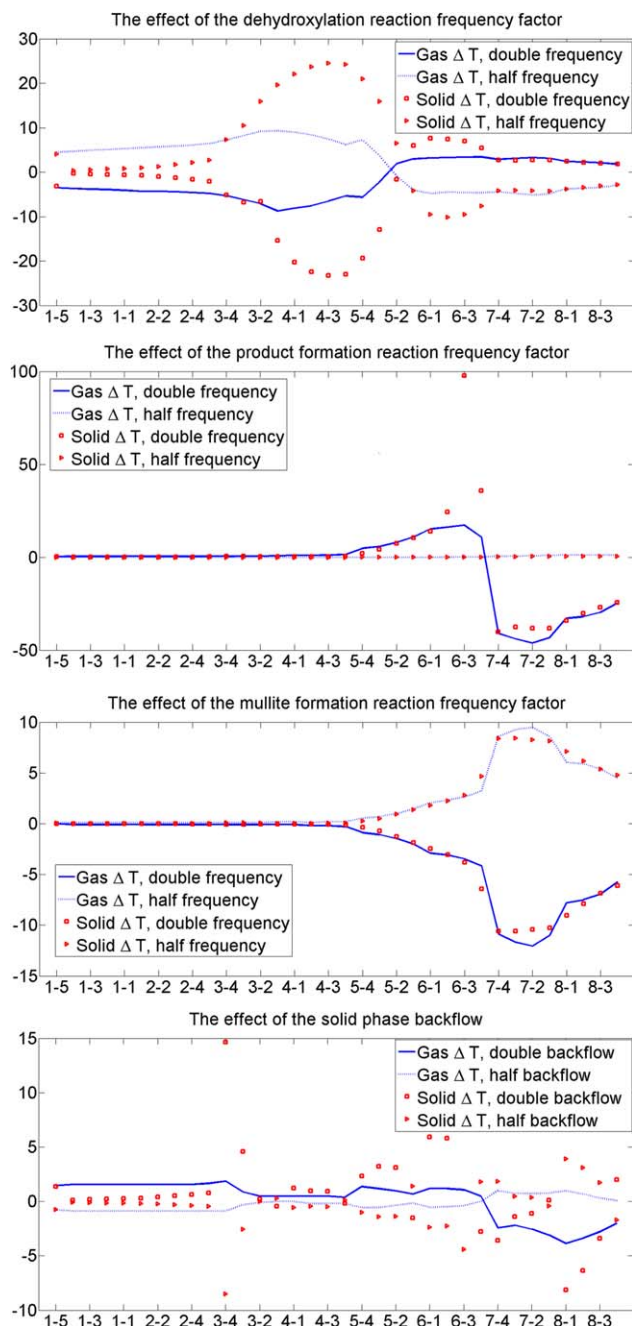 The effect of the dehydroxylation reaction frequency factor
30
20
10
0
-10
-20
-30
Gas Δ T, double frequency
Gas Δ T, half frequency
Solid Δ T, double frequency
Solid Δ T, half frequency
1-5 1-3 1-1 2-2 2-4 3-4 3-2 4-1 4-3 5-4 5-2 6-1 6-3 7-4 7-2 8-1 8-3
The effect of the product formation reaction frequency factor
100
50
0
-50
Gas Δ T, double frequency
Gas Δ T, half frequency
Solid Δ T, double frequency
Solid Δ T, half frequency
1-5 1-3 1-1 2-2 2-4 3-4 3-2 4-1 4-3 5-4 5-2 6-1 6-3 7-4 7-2 8-1 8-3
The effect of the mullite formation reaction frequency factor
10
5
0
-5
-10
-15
Gas Δ T, double frequency
Gas Δ T, half frequency
Solid Δ T, double frequency
Solid Δ T, half frequency
1-5 1-3 1-1 2-2 2-4 3-4 3-2 4-1 4-3 5-4 5-2 6-1 6-3 7-4 7-2 8-1 8-3
The effect of the solid phase backflow
15
10
5
0
-5
-10
Gas Δ T, double backflow
Gas Δ T, half backflow
Solid Δ T, double backflow
Solid Δ T, half backflow
1-5 1-3 1-1 2-2 2-4 3-4 3-2 4-1 4-3 5-4 5-2 6-1 6-3 7-4 7-2 8-1 8-3